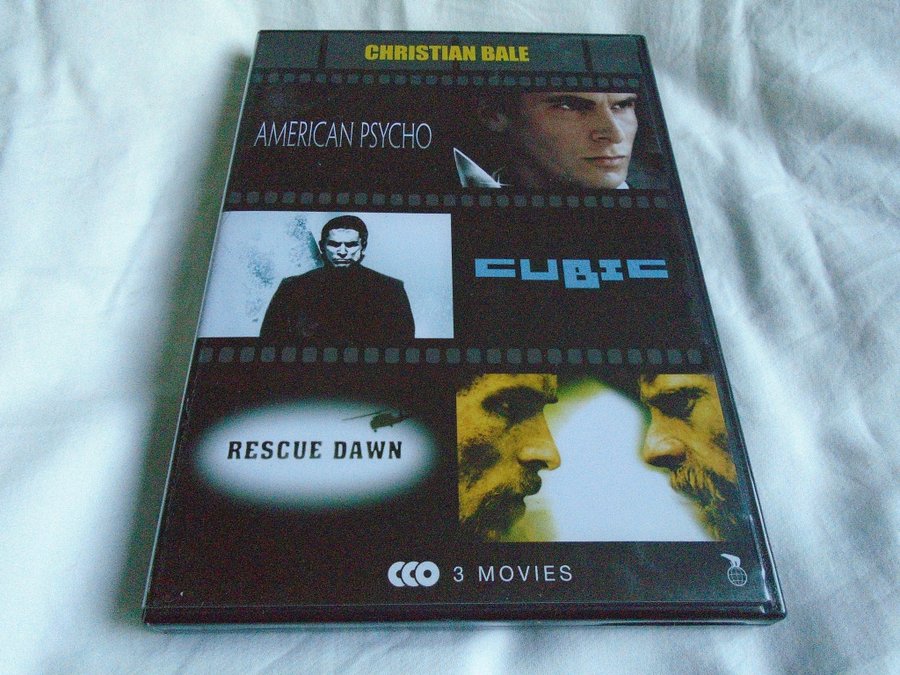 CHRISTIAN BALE
AMERICAN PSYCHO
CUBIC
RESCUE DAWN
3 MOVIES